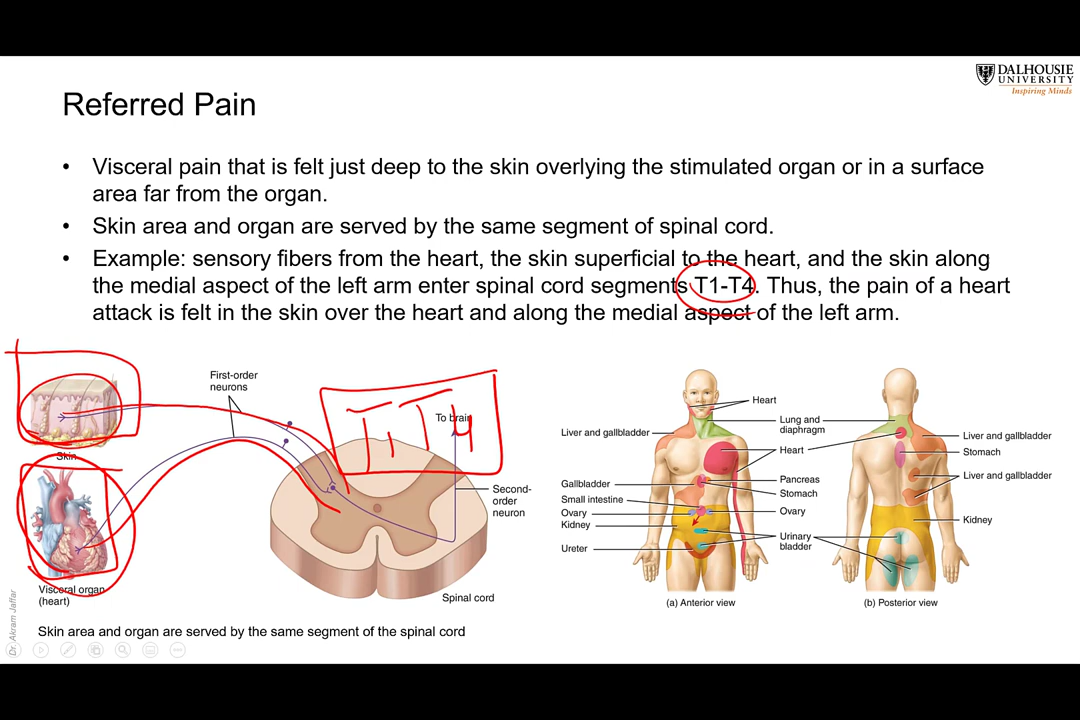 DALHOUSIE
UNIVERSITY
Inspiring Minds
Referred Pain
• Visceral pain that is felt just deep to the skin overlying the stimulated organ or in a surface
area far from the organ.
• Skin area and organ are served by the same segment of spinal cord.
• Example: sensory fibers from the heart, the skin superficial to the heart, and the skin along
the medial aspect of the left arm enter spinal cord segments T1-T4. Thus, the pain of a heart
attack is felt in the skin over the heart and along the medial aspect of the left arm.
First-order
neurons
To brain
T1 T4
Skin
Second-
order
neuron
Visceral organ
(heart)
Spinal cord
Skin area and organ are served by the same segment of the spinal cord
Dr. Akram Jaffar
Heart
Lung and
diaphragm
Liver and gallbladder
Heart
Gallbladder
Pancreas
Small intestine
Stomach
Ovary
Ovary
Kidney
Urinary
bladder
Ureter
(a) Anterior view
Liver and gallbladder
Stomach
Liver and gallbladder
Kidney
(b) Posterior view